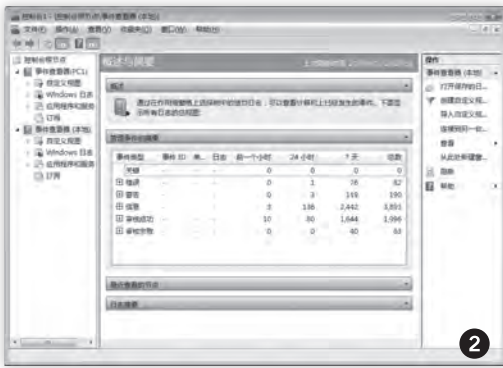 控制台1 - [控制台根节点\事件查看器 (本地)]
文件(F) 操作(A) 查看(V) 收藏夹(O) 窗口(W) 帮助(H)
控制台根节点
事件查看器(PC1)
自定义视图
Windows 日志
应用程序和服务
订阅
事件查看器 (本地)
自定义视图
Windows 日志
应用程序和服务
订阅
概述与摘要
概述
管理事件的摘要
事件类型 事件 ID 来.. 日志 前一个小时 24 小时 7 天 总数
关键 - - - 0 0 0 0
错误 - - - 0 1 76 82
警告 - - - 0 3 149 190
信息 - - - 3 136 2,442 3,851
审核成功 - - - 10 80 1,644 1,996
审核失败 - - - 0 0 40 63
最近查看的节点
日志摘要
操作
事件查看器 (本地)
打开保存的日...
创建自定义视...
导入自定义视...
连接到另一台...
查看
从此处新建窗...
刷新
帮助
2